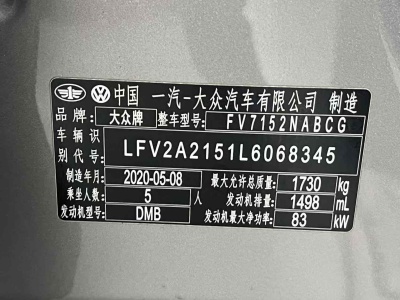 中国 一汽-大众汽车有限公司 制造
品牌: 大众牌 整车型号: FV7152NABCG
车辆识别代号: LFV2A2151L6068345
制造年月: 2020-05-08 最大允许总质量: 1730 kg
乘坐人数: 5 发动机排量: 1498 mL
发动机型号: DMB 发动机最大净功率: 83 kW